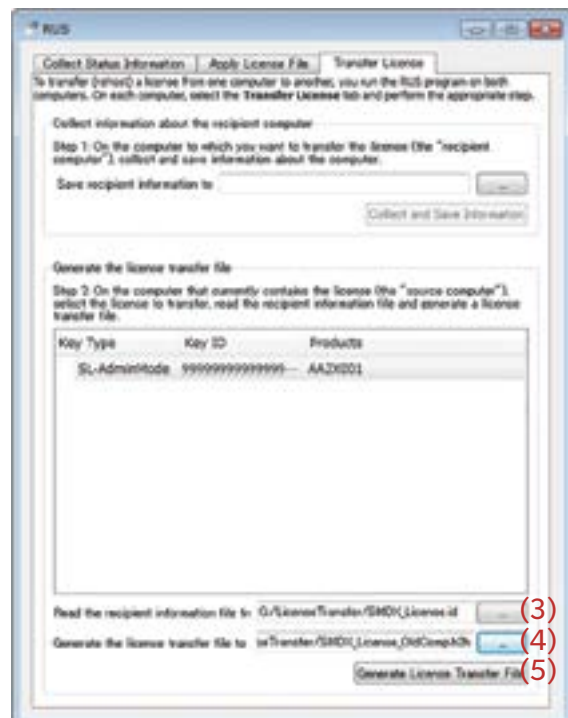 RUS
Collect Status Information Apply License File Transfer License
To transfer (rehost) a license from one computer to another, you run the RUS program on both
computers. On each computer, select the Transfer License tab and perform the appropriate step.
Collect information about the recipient computer
Step 1: On the computer to which you want to transfer the license (the "recipient
computer"), collect and save information about the computer.
Save recipient information to ...
Collect and Save Information
Generate the license transfer file
Step 2: On the computer that currently contains the license (the "source computer"),
select the license to transfer, read the recipient information file and generate a license
transfer file.
Key Type Key ID Products
SL-AdminMode 99999999999999... AA2X001
Read the recipient information file fr G:/LicenseTransfer/SMDX_License.id ... (3)
Generate the license transfer file to ... (4)
Generate License Transfer File (5)